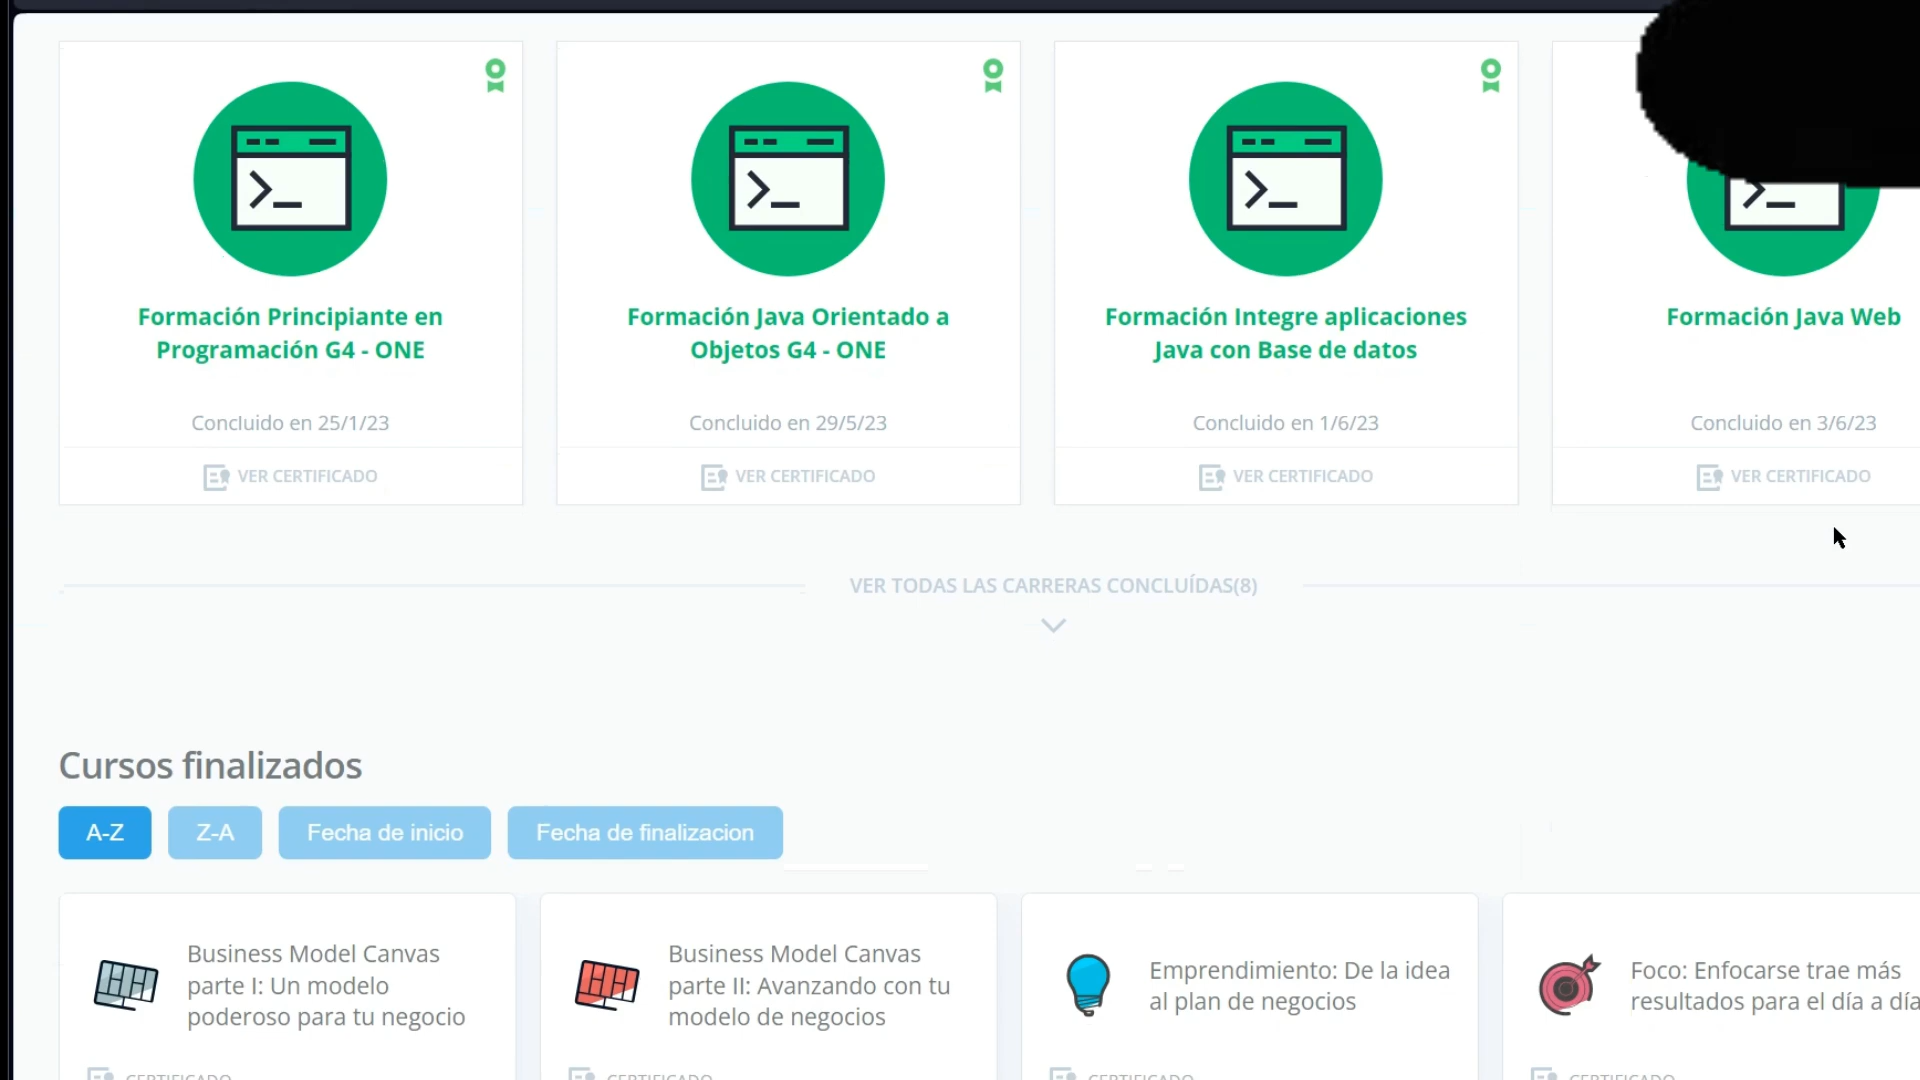 Formación Principiante en
Programación G4 - ONE
Concluido en 25/1/23
VER CERTIFICADO
Formación Java Orientado a
Objetos G4 - ONE
Concluido en 29/5/23
VER CERTIFICADO
Formación Integre aplicaciones
Java con Base de datos
Concluido en 1/6/23
VER CERTIFICADO
Formación Java Web
Concluido en 3/6/23
VER CERTIFICADO
VER TODAS LAS CARRERAS CONCLUÍDAS(8)
Cursos finalizados
A-Z
Z-A
Fecha de inicio
Fecha de finalizacion
Business Model Canvas
parte I: Un modelo
poderoso para tu negocio
CERTIFICADO
Business Model Canvas
parte II: Avanzando con tu
modelo de negocios
CERTIFICADO
Emprendimiento: De la idea
al plan de negocios
CERTIFICADO
Foco: Enfocarse trae más
resultados para el día a día
CERTIFICADO